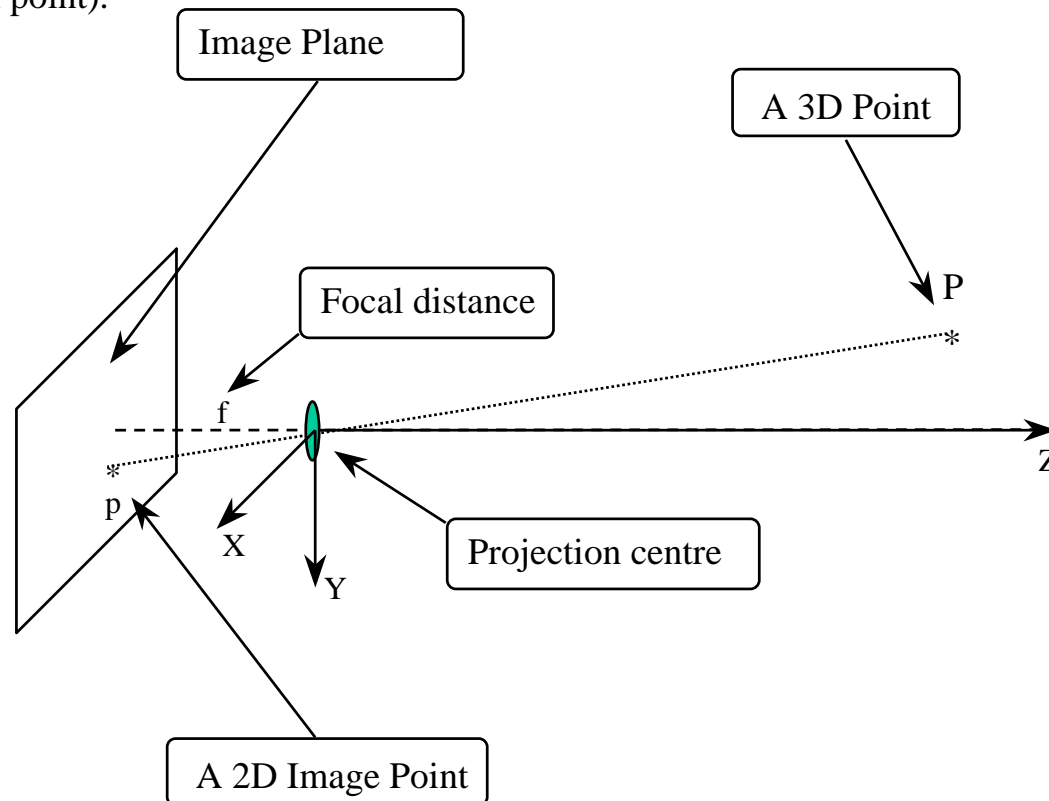 point).
Image Plane
A 3D Point
P
Focal distance
*
f
Z
*
p
X
Projection centre
Y
A 2D Image Point